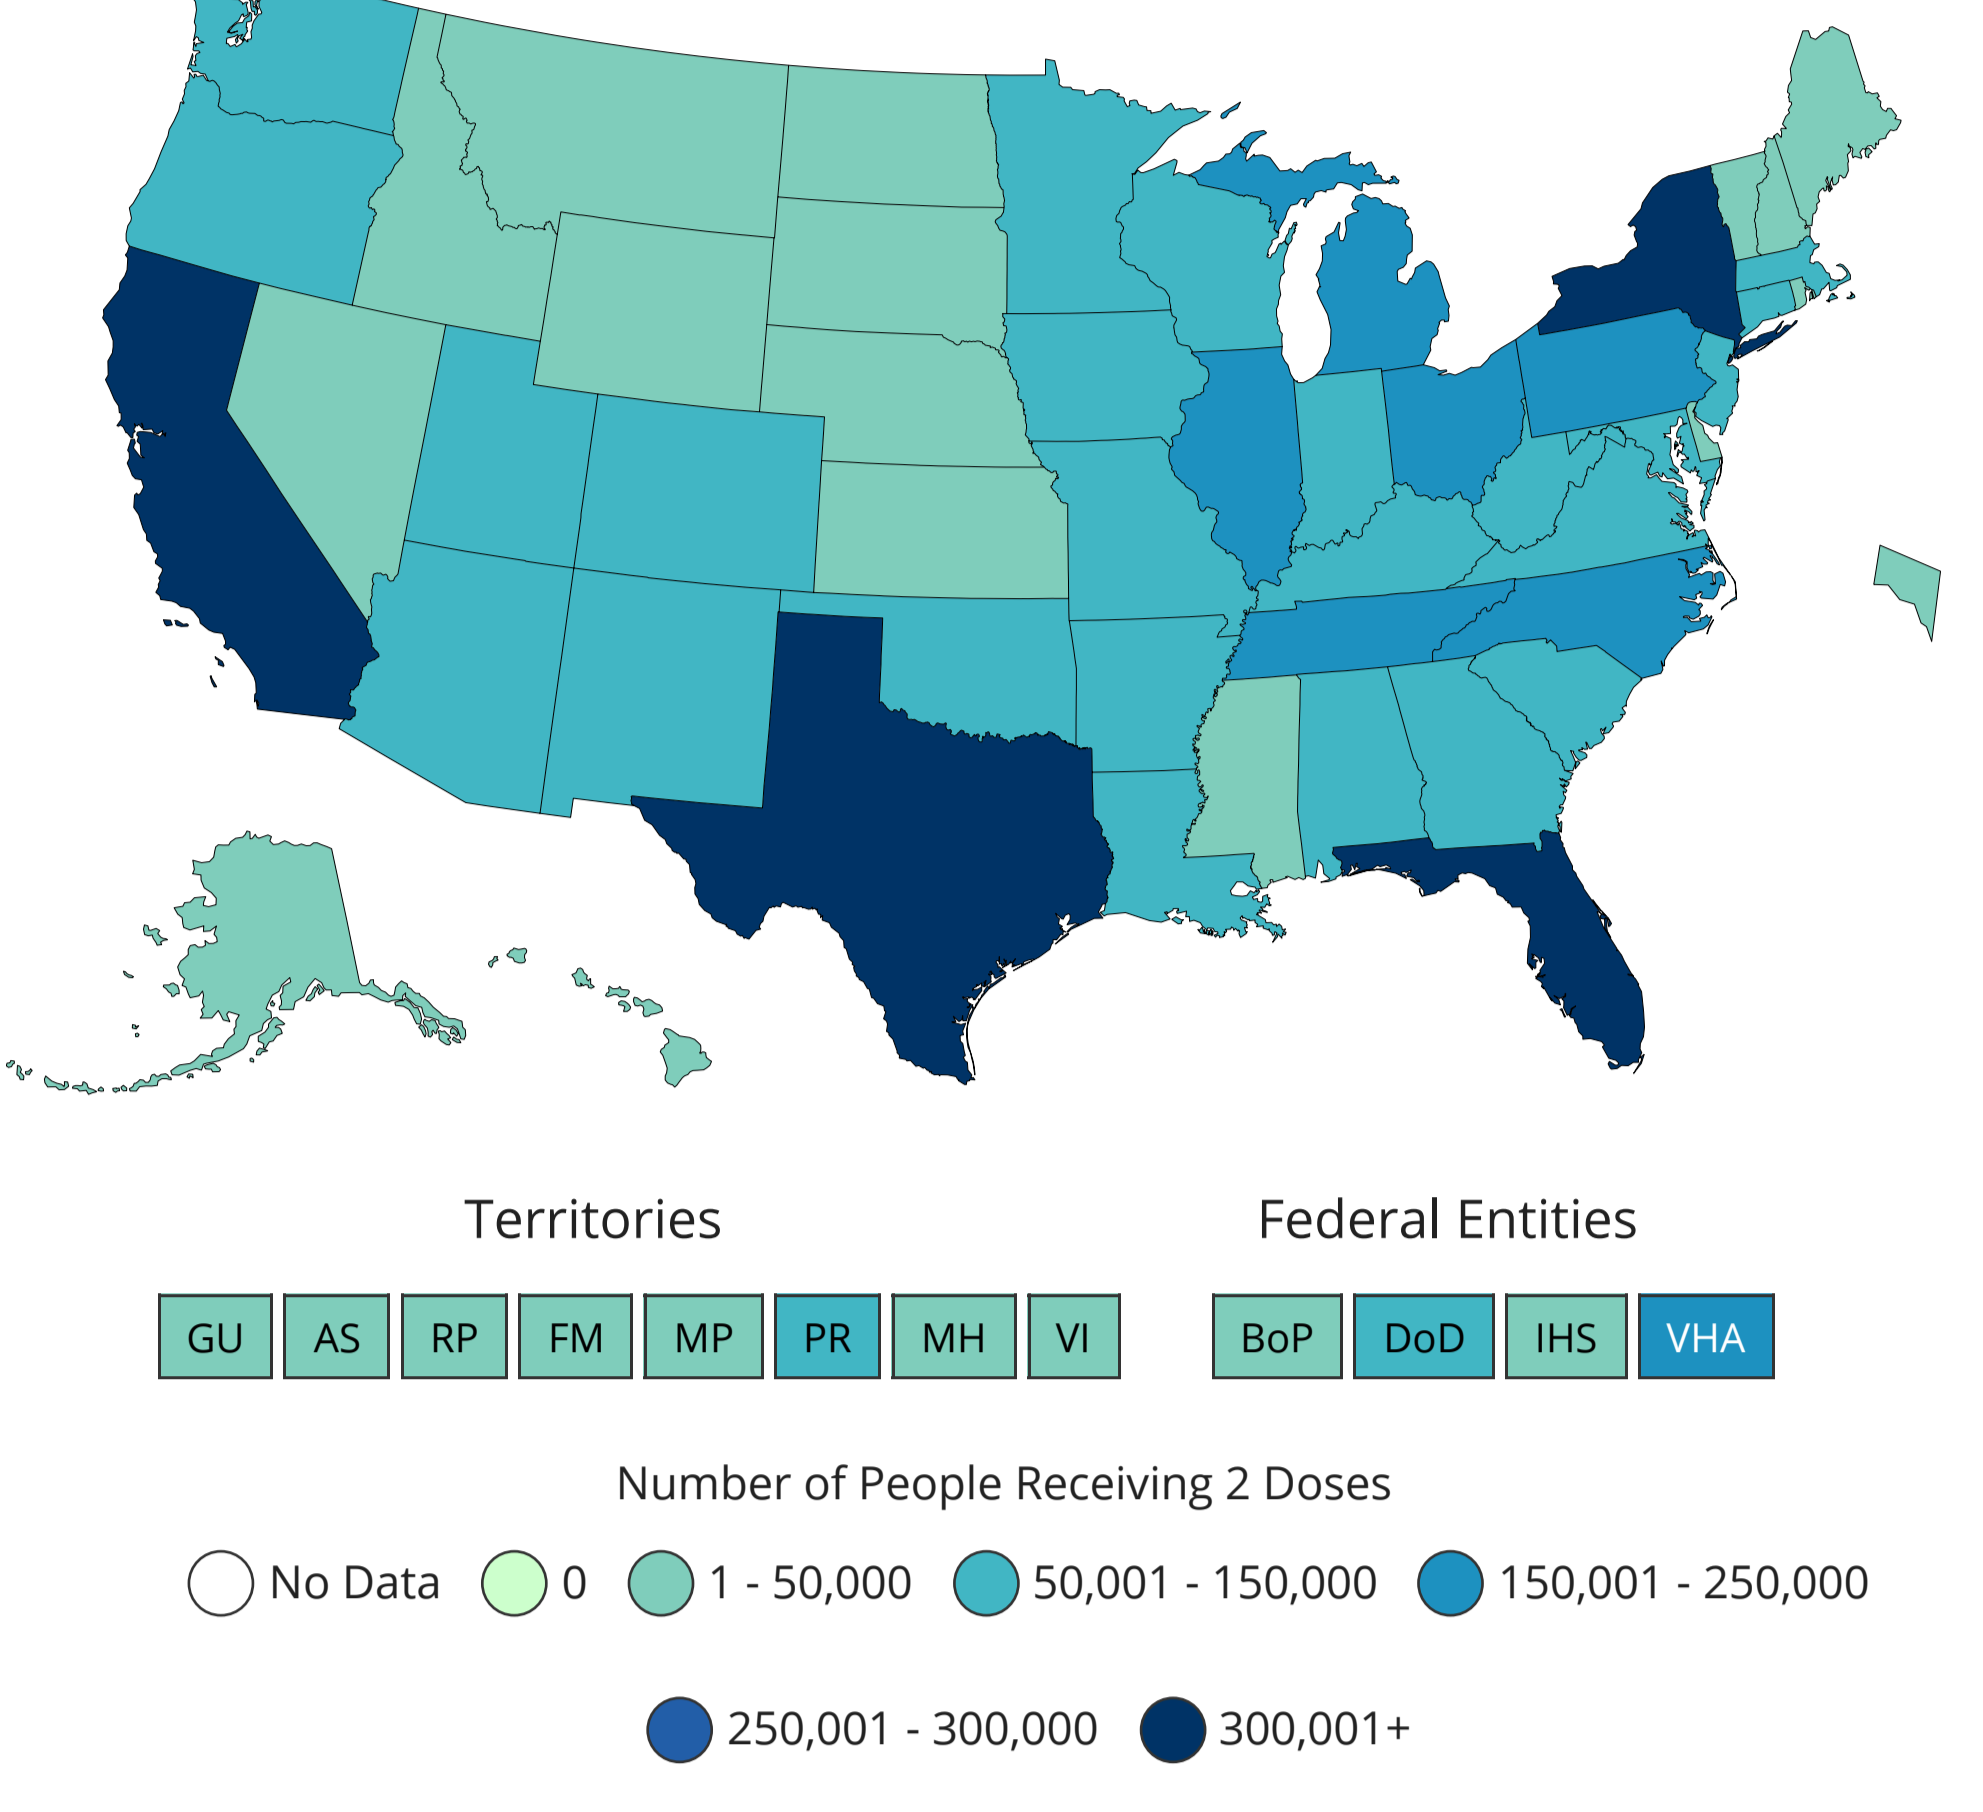 Territories
Federal Entities
GU AS RP FM MP PR MH VI
BoP DoD IHS VHA
Number of People Receiving 2 Doses
No Data 0 1 - 50,000 50,001 - 150,000 150,001 - 250,000
250,001 - 300,000 300,001+